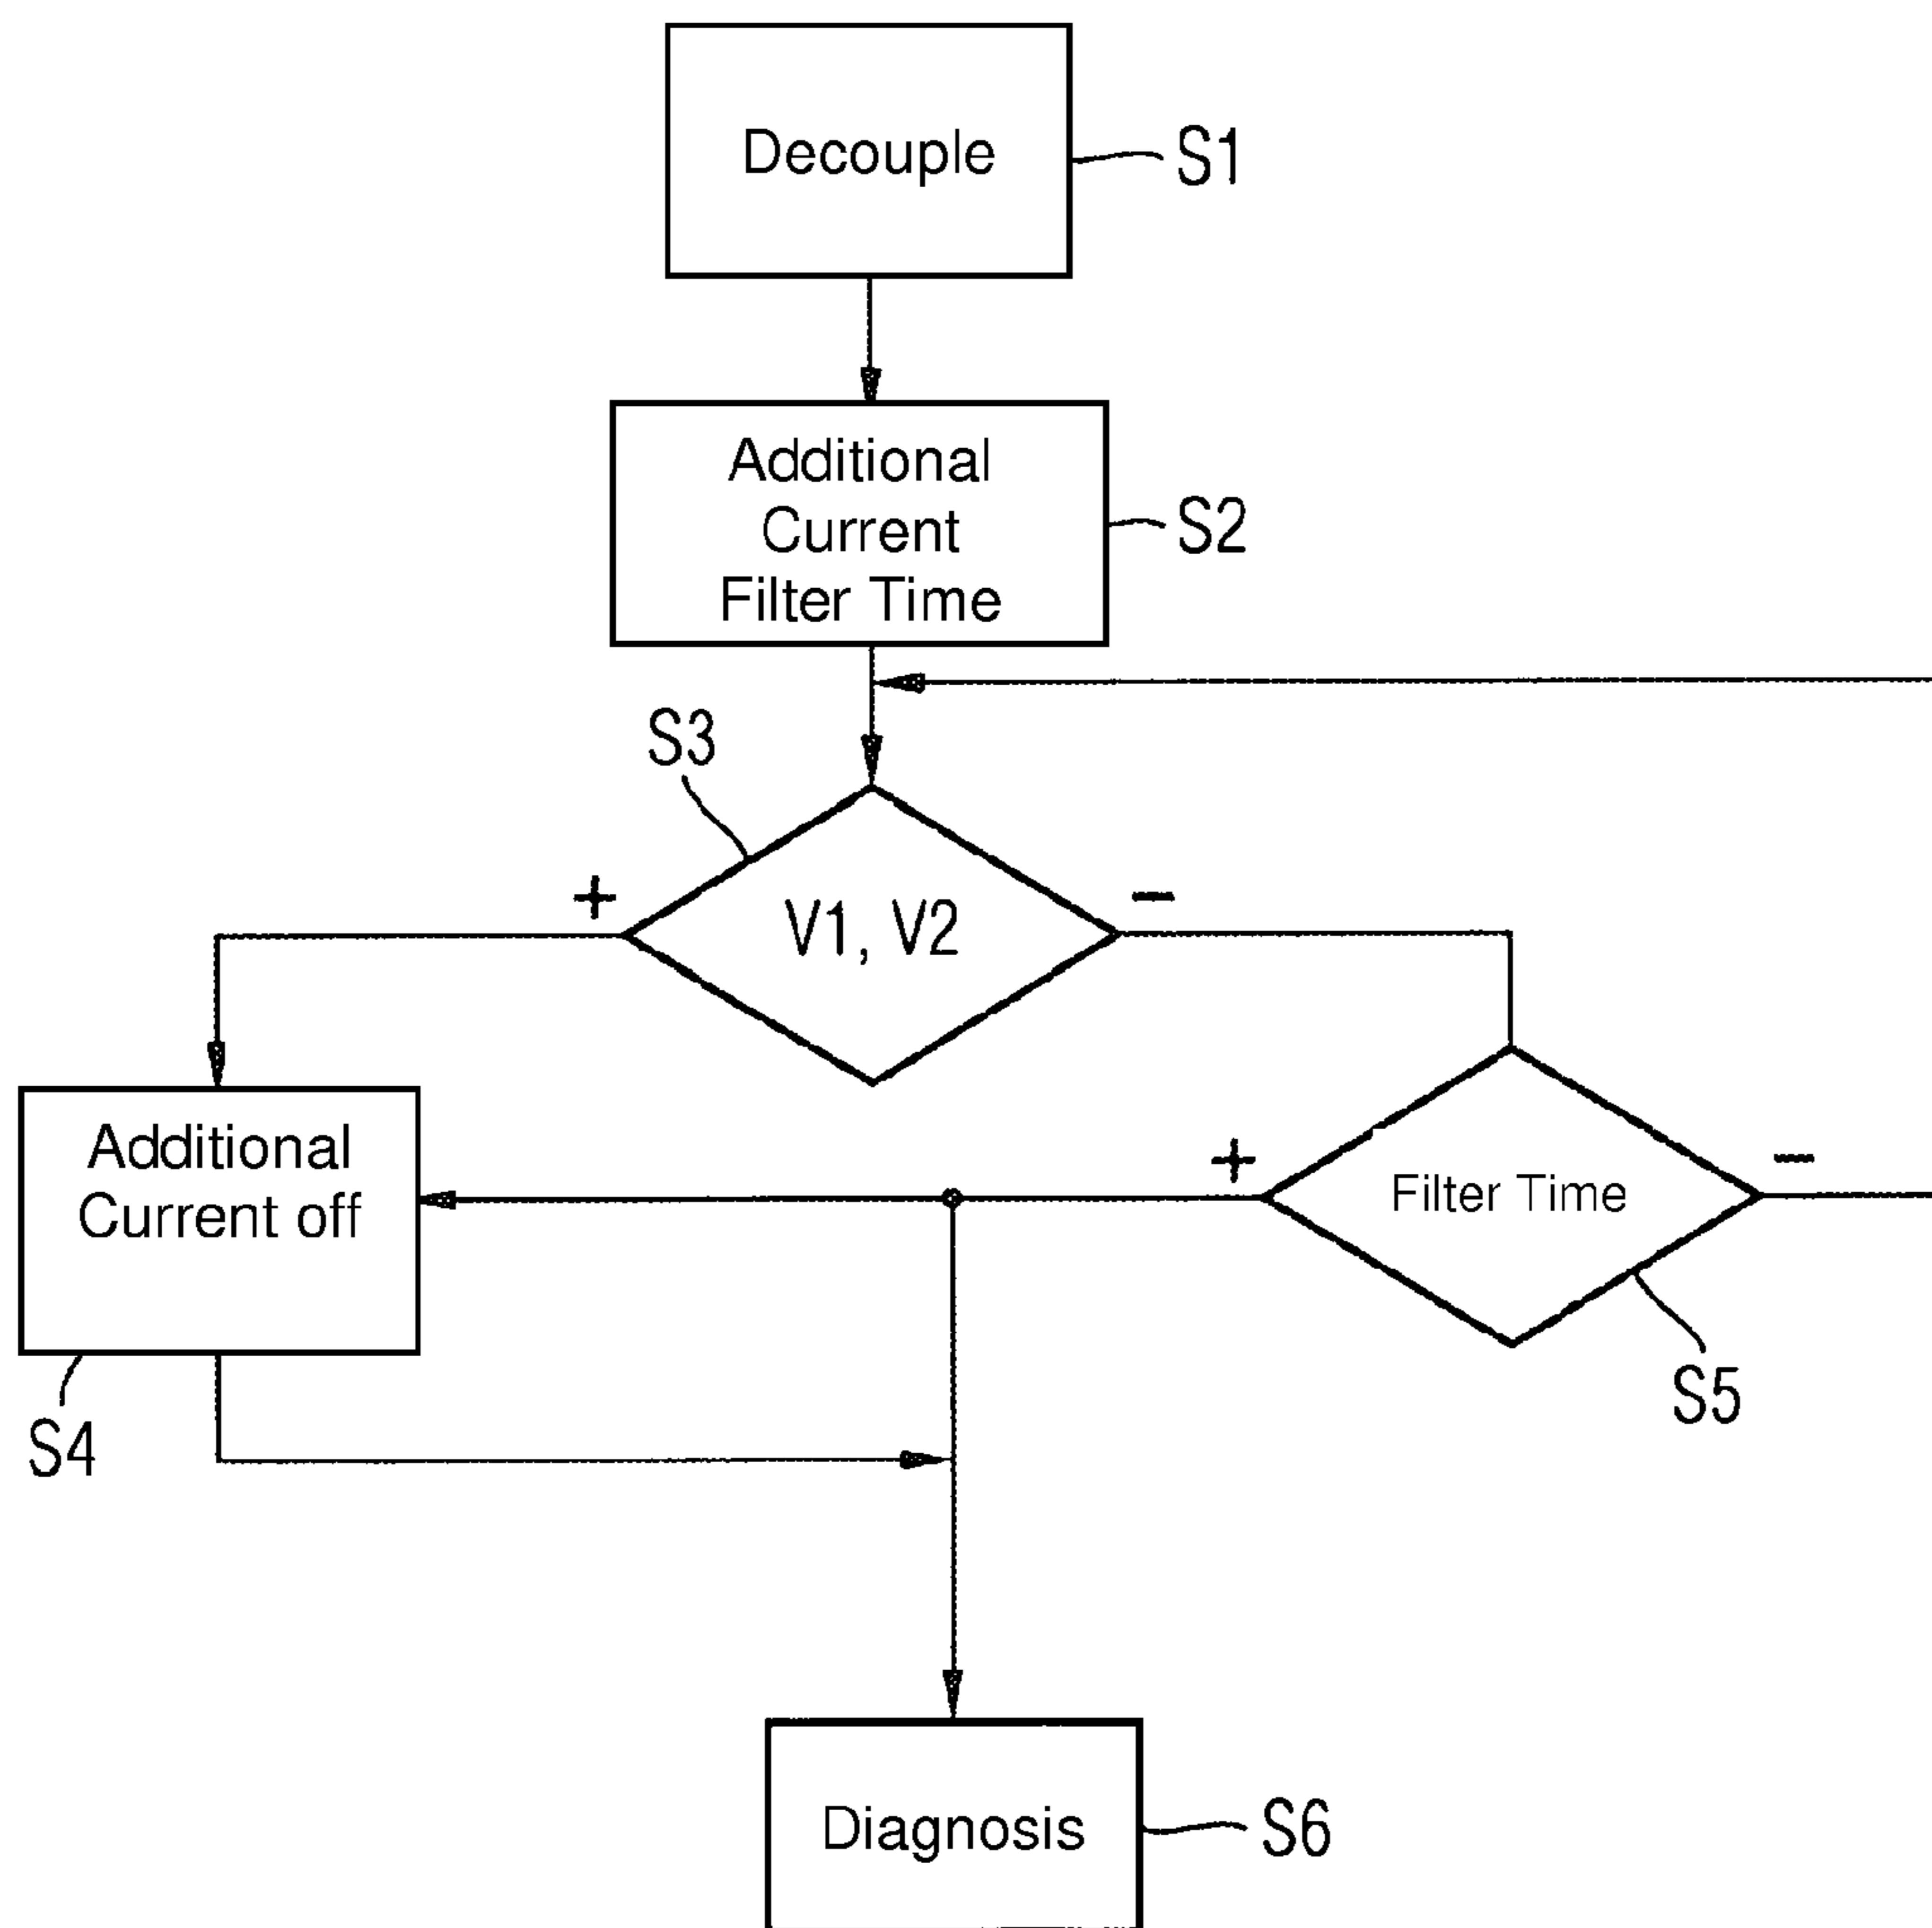 Decouple
S1
Additional
Current
Filter Time
S2
S3
+
V1, V2
−
Additional
Current off
S4
+
Filter Time
−
S5
Diagnosis
S6